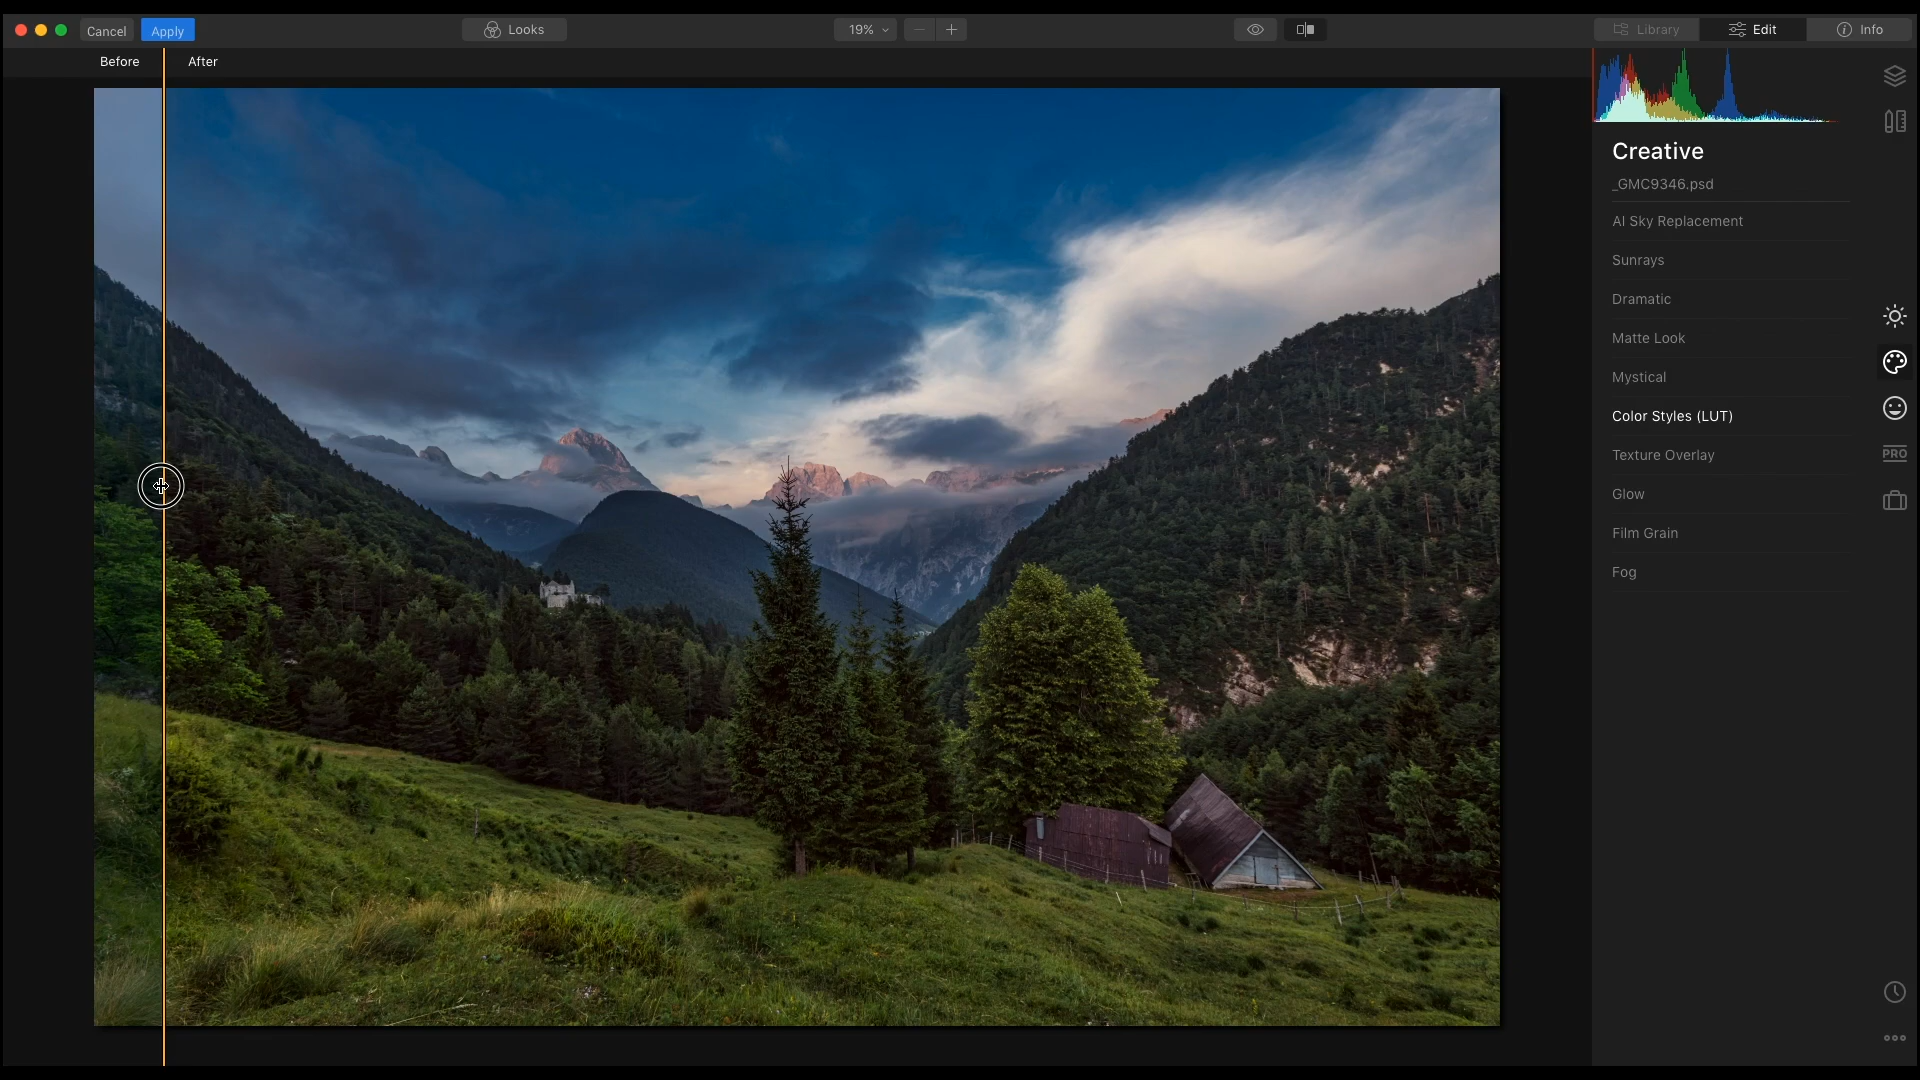 Cancel
Apply
Looks
19%
Library
Edit
Info
Before
After
Creative
_GMC9346.psd
AI Sky Replacement
Sunrays
Dramatic
Matte Look
Mystical
Color Styles (LUT)
Texture Overlay
Glow
Film Grain
Fog
PRO